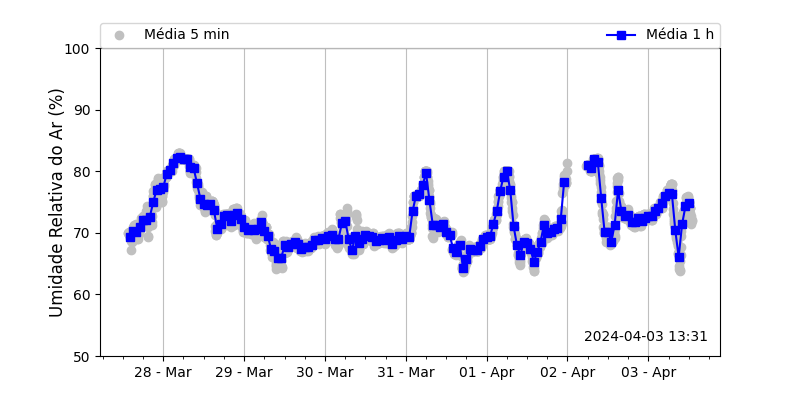 Média 5 min
Média 1 h
100
90
80
70
60
50
Umidade Relativa do Ar (%)
2024-04-03 13:31
28 - Mar
29 - Mar
30 - Mar
31 - Mar
01 - Apr
02 - Apr
03 - Apr